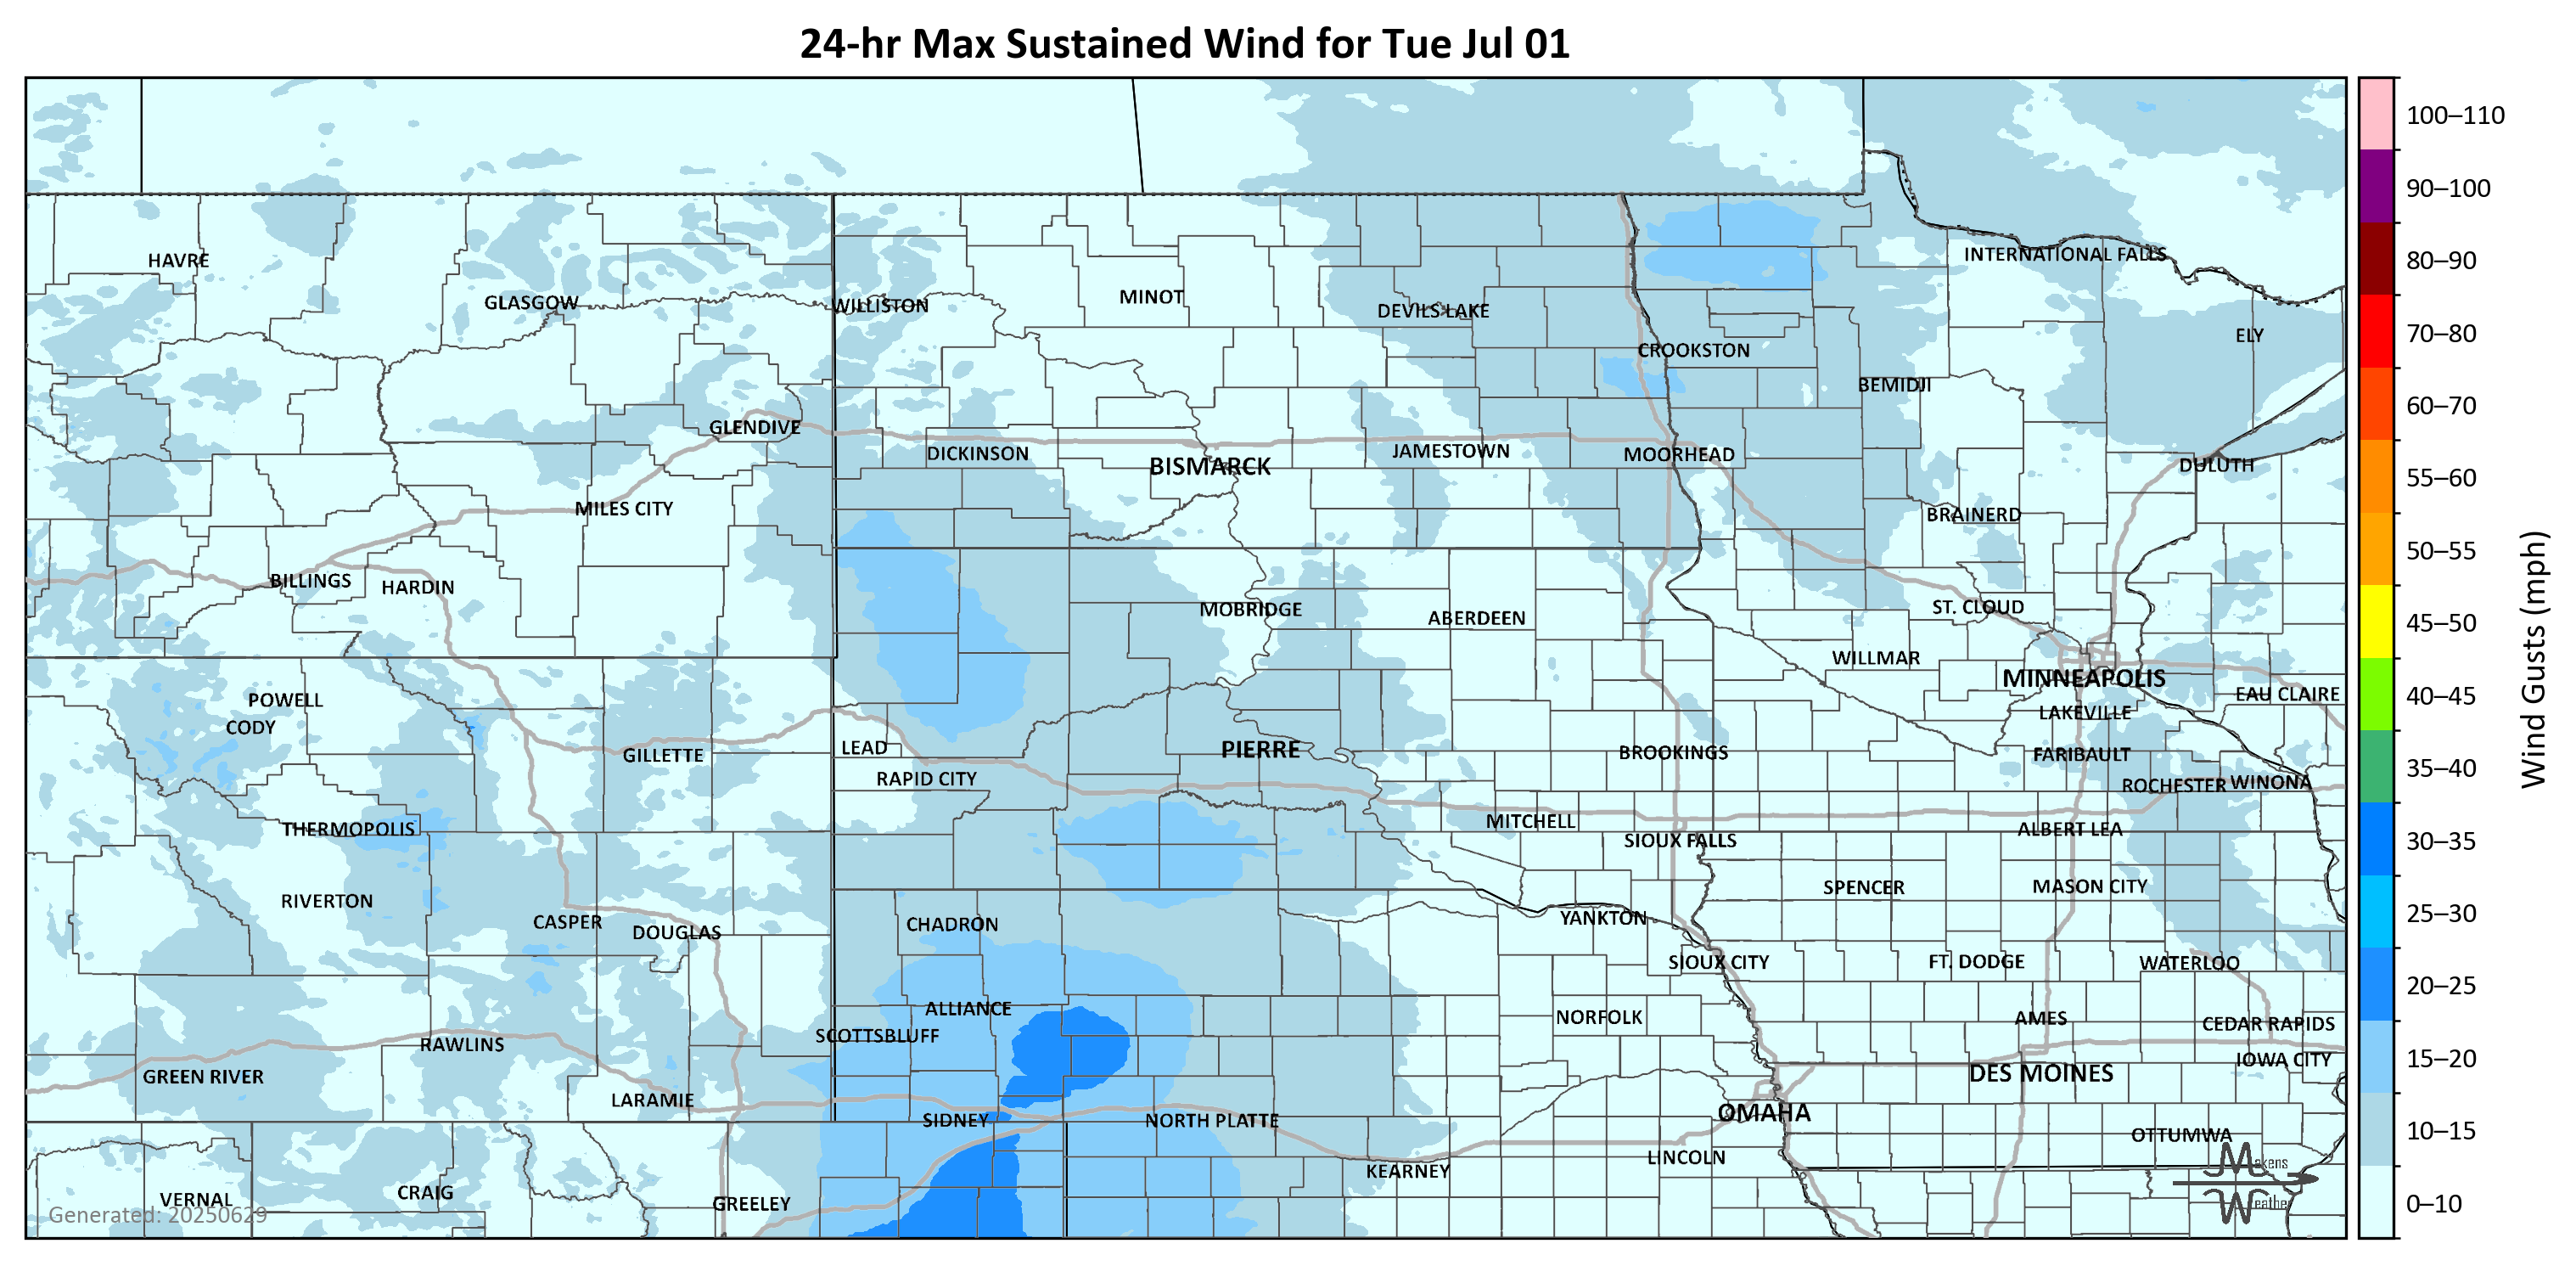 24-hr Max Sustained Wind for Tue Jul 01
100–110
90–100
80–90
70–80
60–70
55–60
50–55
45–50
40–45
35–40
30–35
25–30
20–25
15–20
10–15
0–10
Wind Gusts (mph)
HAVRE
INTERNATIONAL FALLS
GLASGOW
WILLISTON
MINOT
DEVILS LAKE
ELY
CROOKSTON
BEMIDJI
GLENDIVE
DICKINSON
BISMARCK
JAMESTOWN
MOORHEAD
DULUTH
MILES CITY
BRAINERD
BILLINGS
HARDIN
MOBRIDGE
ABERDEEN
ST. CLOUD
WILLMAR
MINNEAPOLIS
POWELL
EAU CLAIRE
CODY
LAKEVILLE
GILLETTE
LEAD
PIERRE
BROOKINGS
FARIBAULT
RAPID CITY
ROCHESTER
WINONA
THERMOPOLIS
MITCHELL
ALBERT LEA
SIOUX FALLS
RIVERTON
SPENCER
MASON CITY
CASPER
DOUGLAS
CHADRON
YANKTON
SIOUX CITY
FT. DODGE
WATERLOO
ALLIANCE
NORFOLK
AMES
CEDAR RAPIDS
SCOTTSBLUFF
RAWLINS
IOWA CITY
GREEN RIVER
DES MOINES
LARAMIE
SIDNEY
NORTH PLATTE
OMAHA
OTTUMWA
LINCOLN
KEARNEY
VERNAL
CRAIG
GREELEY
Generated: 20250629
Makens
Weather